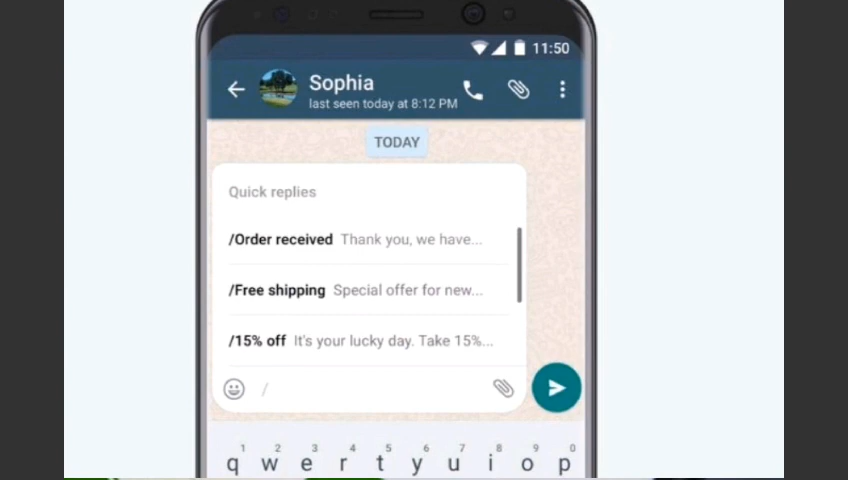 11:50
Sophia
last seen today at 8:12 PM
TODAY
Quick replies
/Order received Thank you, we have...
/Free shipping Special offer for new...
/15% off It's your lucky day. Take 15%...
/
1 2 3 4 5 6 7 8 9 0
q w e r t y u i o p